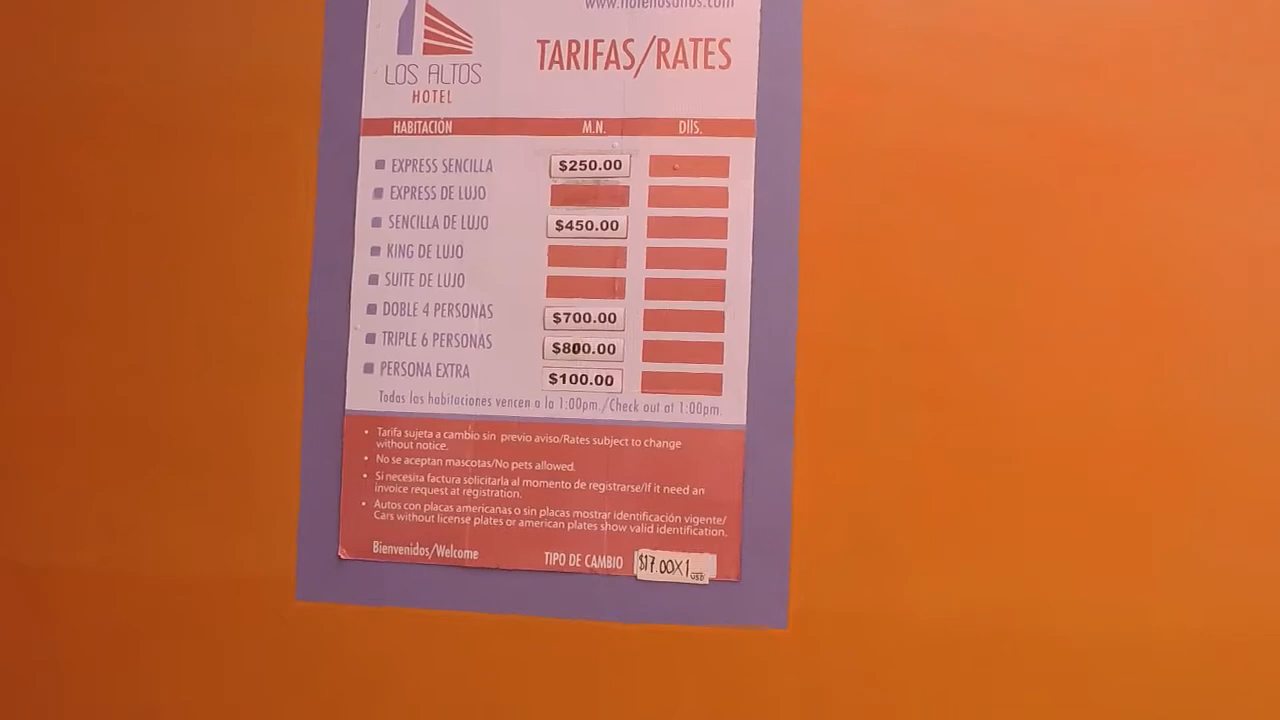 www.hotellosaltos.com
TARIFAS/RATES
LOS ALTOS
HOTEL
HABITACIÓN M.N. Dlls.
EXPRESS SENCILLA $250.00
EXPRESS DE LUJO
SENCILLA DE LUJO $450.00
KING DE LUJO
SUITE DE LUJO
DOBLE 4 PERSONAS $700.00
TRIPLE 6 PERSONAS $800.00
PERSONA EXTRA $100.00
Todas las habitaciones vencen a la 1:00pm./Check out at 1:00pm.
• Tarifa sujeta a cambio sin previo aviso/Rates subject to change
without notice.
• No se aceptan mascotas/No pets allowed.
• Si necesita factura solicitarla al momento de registrarse/If it need an
invoice request at registration.
• Autos con placas americanas o sin placas mostrar identificación vigente/
Cars without license plates or american plates show valid identification.
Bienvenidos/Welcome TIPO DE CAMBIO $17.00X1 USD